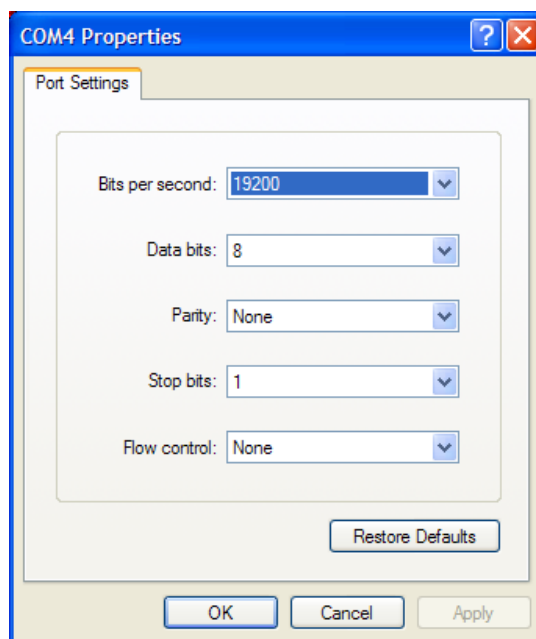 COM4 Properties
Port Settings
Bits per second: 19200
Data bits: 8
Parity: None
Stop bits: 1
Flow control: None
Restore Defaults
OK Cancel Apply